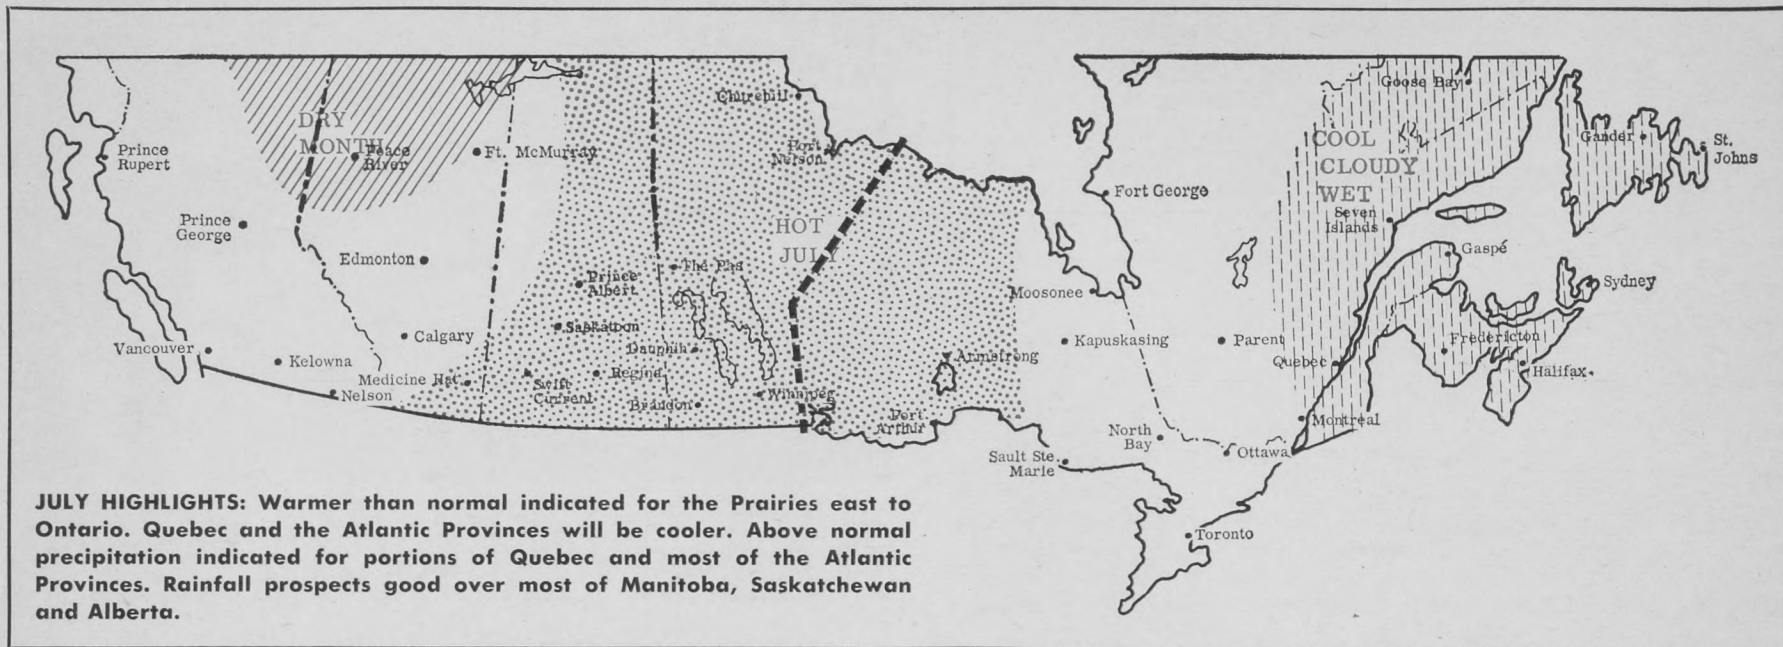 Churchill
Goose Bay
DRY
MONTH
Prince
Rupert
Peace
River
Ft. McMurray
Port
Nelson
COOL
CLOUDY
WET
Gander
St.
Johns
Fort George
Prince
George
HOT
JULY
Seven
Islands
Gaspé
Edmonton
The Pas
Prince
Albert
Moosonee
Sydney
Saskatoon
Calgary
Kapuskasing
Parent
Fredericton
Vancouver
Kelowna
Dauphin
Armstrong
Quebec
Halifax
Medicine Hat
Nelson
Swift
Current
Regina
Brandon
Winnipeg
Port
Arthur
Montreal
North
Bay
Ottawa
Sault Ste.
Marie
Toronto
JULY HIGHLIGHTS: Warmer than normal indicated for the Prairies east to
Ontario. Quebec and the Atlantic Provinces will be cooler. Above normal
precipitation indicated for portions of Quebec and most of the Atlantic
Provinces. Rainfall prospects good over most of Manitoba, Saskatchewan
and Alberta.